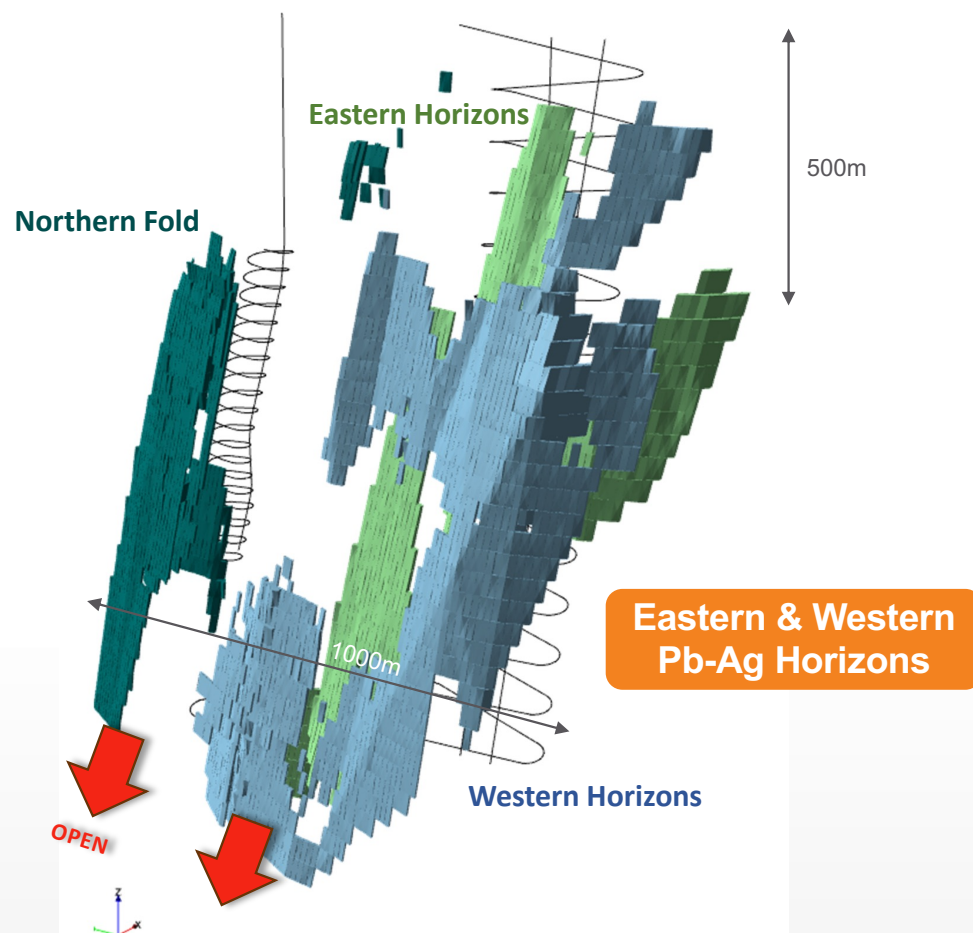 Eastern Horizons
500m
Northern Fold
Eastern & Western
Pb-Ag Horizons
1000m
Western Horizons
OPEN
Z
X